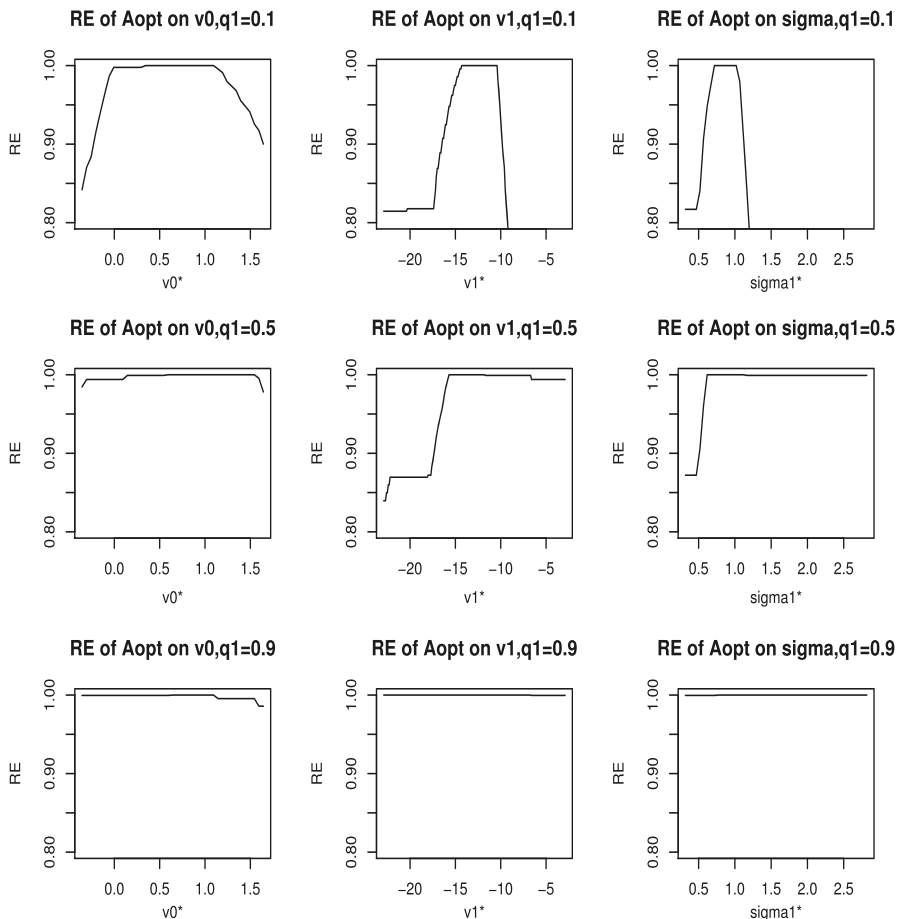 RE of Aopt on v0,q1=0.1
RE
0.80 0.90 1.00
0.0 0.5 1.0 1.5
v0*
RE of Aopt on v1,q1=0.1
RE
0.80 0.90 1.00
−20 −15 −10 −5
v1*
RE of Aopt on sigma,q1=0.1
RE
0.80 0.90 1.00
0.5 1.0 1.5 2.0 2.5
sigma1*
RE of Aopt on v0,q1=0.5
RE
0.80 0.90 1.00
0.0 0.5 1.0 1.5
v0*
RE of Aopt on v1,q1=0.5
RE
0.80 0.90 1.00
−20 −15 −10 −5
v1*
RE of Aopt on sigma,q1=0.5
RE
0.80 0.90 1.00
0.5 1.0 1.5 2.0 2.5
sigma1*
RE of Aopt on v0,q1=0.9
RE
0.80 0.90 1.00
0.0 0.5 1.0 1.5
v0*
RE of Aopt on v1,q1=0.9
RE
0.80 0.90 1.00
−20 −15 −10 −5
v1*
RE of Aopt on sigma,q1=0.9
RE
0.80 0.90 1.00
0.5 1.0 1.5 2.0 2.5
sigma1*